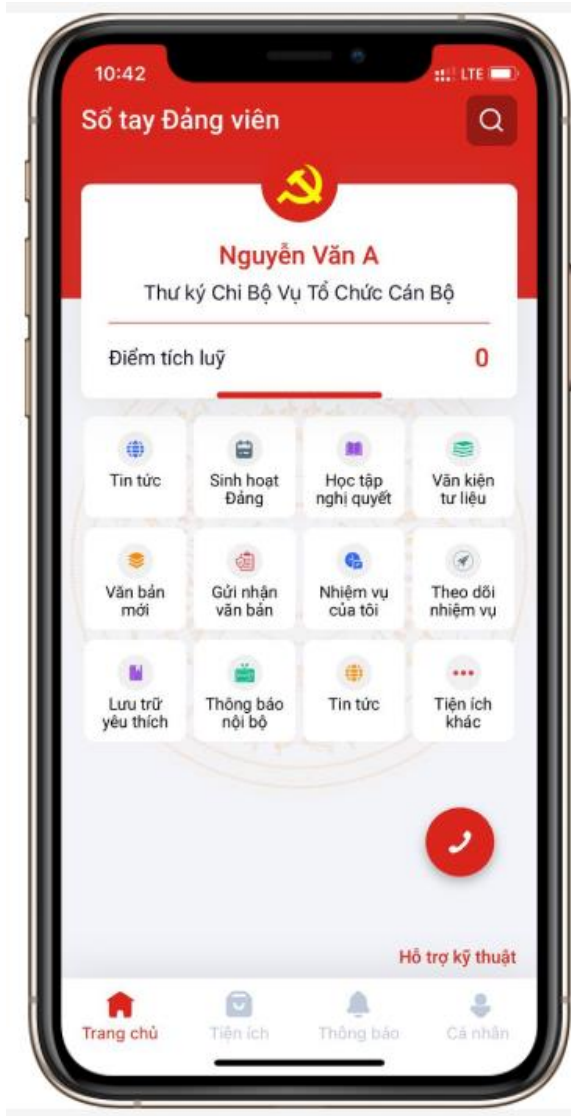 10:42
LTE
Sổ tay Đảng viên
Nguyễn Văn A
Thư ký Chi Bộ Vụ Tổ Chức Cán Bộ
Điểm tích luỹ 0
Tin tức
Sinh hoạt
Đảng
Học tập
nghị quyết
Văn kiện
tư liệu
Văn bản
mới
Gửi nhận
văn bản
Nhiệm vụ
của tôi
Theo dõi
nhiệm vụ
Lưu trữ
yêu thích
Thông báo
nội bộ
Tin tức
Tiện ích
khác
Hỗ trợ kỹ thuật
Trang chủ
Tiện ích
Thông báo
Cá nhân